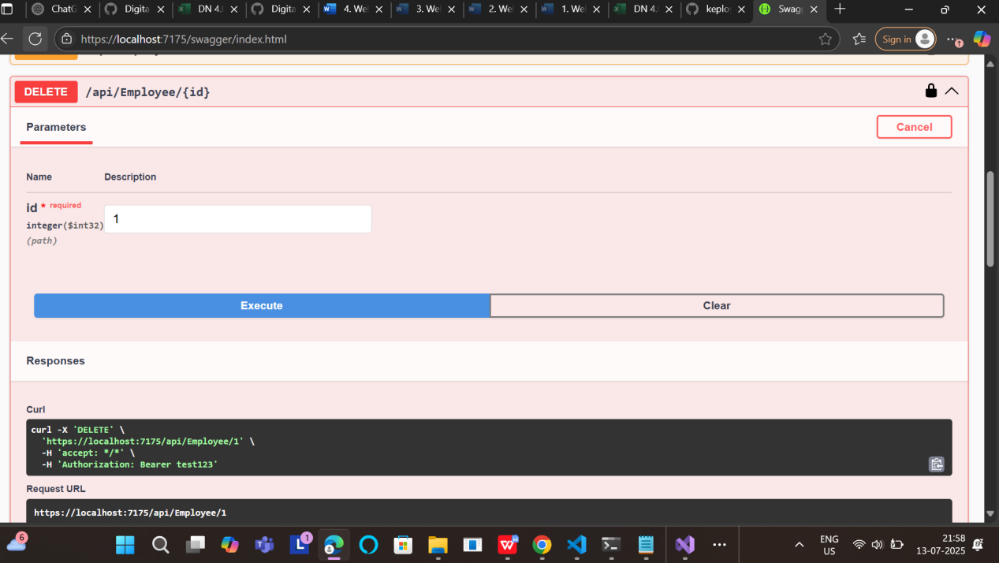 ChatG
Digita
DN 4.
Digita
4. We
3. We
2. We
1. We
DN 4.
keplo
Swag
https://localhost:7175/swagger/index.html
Sign in
DELETE /api/Employee/{id}
Parameters
Cancel
Name Description
id * required
integer($int32)
(path)
1
Execute
Clear
Responses
Curl
curl -X 'DELETE' \
'https://localhost:7175/api/Employee/1' \
-H 'accept: */*' \
-H 'Authorization: Bearer test123'
Request URL
https://localhost:7175/api/Employee/1
6
1
ENG
US
21:58
13-07-2025